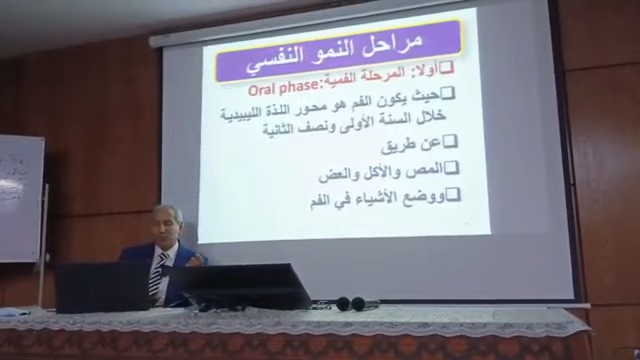 مراحل النمو النفسي
أولا: المرحلة الفمية:Oral phase
حيث يكون الفم هو محور اللذة الليبيدية
خلال السنة الأولى ونصف الثانية
عن طريق
المص والأكل والعض
ووضع الأشياء في الفم